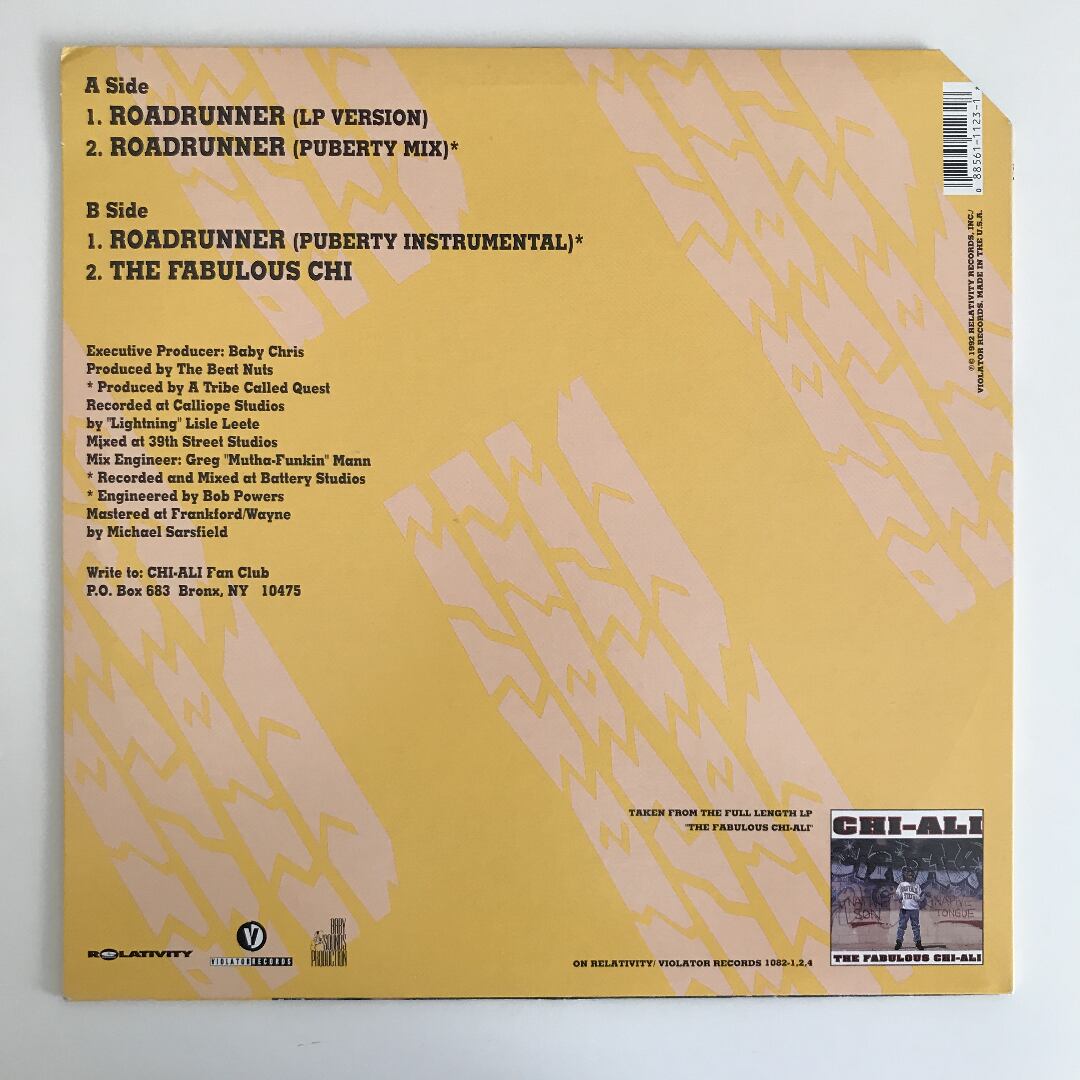 A Side
1. ROADRUNNER (LP VERSION)
2. ROADRUNNER (PUBERTY MIX)*
B Side
1. ROADRUNNER (PUBERTY INSTRUMENTAL)*
2. THE FABULOUS CHI
Executive Producer: Baby Chris
Produced by The Beat Nuts
* Produced by A Tribe Called Quest
Recorded at Calliope Studios
by "Lightning" Lisle Leete
Mixed at 39th Street Studios
Mix Engineer: Greg "Mutha-Funkin" Mann
* Recorded and Mixed at Battery Studios
* Engineered by Bob Powers
Mastered at Frankford/Wayne
by Michael Sarsfield
Write to: CHI-ALI Fan Club
P.O. Box 683 Bronx, NY 10475
0 88561-1123-1
℗© 1992 RELATIVITY RECORDS, INC./
VIOLATOR RECORDS. MADE IN THE U.S.A.
TAKEN FROM THE FULL LENGTH LP
"THE FABULOUS CHI-ALI"
CHI-ALI
NATIVE
SON
NATIVE
TONGUE
THE FABULOUS CHI-ALI
RELATIVITY
V
VIOLATOR RECORDS
BABY
SOUNDS
PRODUCTION
ON RELATIVITY/ VIOLATOR RECORDS 1082-1,2,4